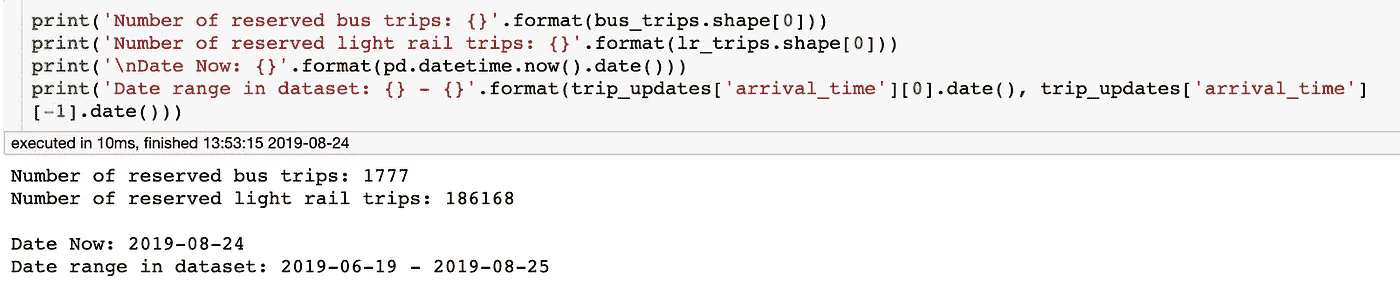 print('Number of reserved bus trips: {}'.format(bus_trips.shape[0]))
print('Number of reserved light rail trips: {}'.format(lr_trips.shape[0]))
print('\nDate Now: {}'.format(pd.datetime.now().date()))
print('Date range in dataset: {} - {}'.format(trip_updates['arrival_time'][0].date(), trip_updates['arrival_time']
[-1].date()))
executed in 10ms, finished 13:53:15 2019-08-24
Number of reserved bus trips: 1777
Number of reserved light rail trips: 186168
Date Now: 2019-08-24
Date range in dataset: 2019-06-19 - 2019-08-25